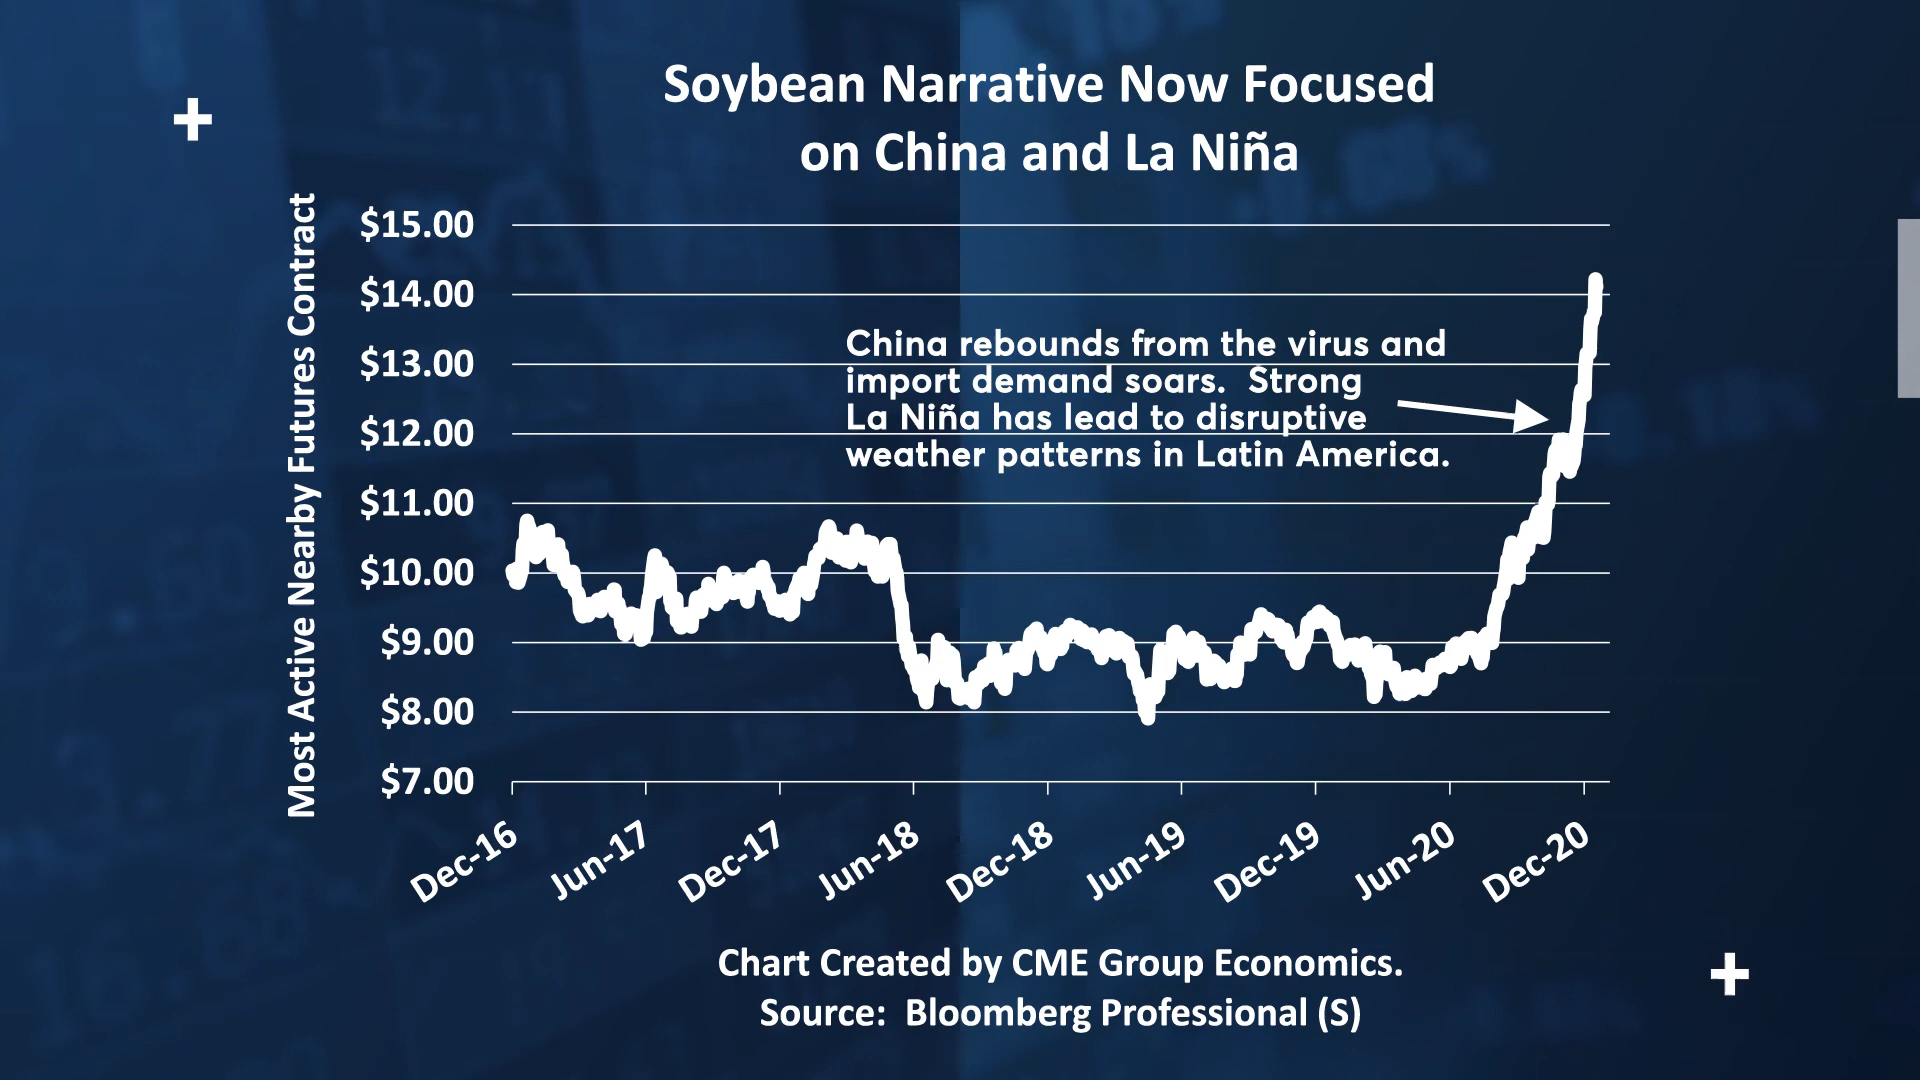 Soybean Narrative Now Focused
on China and La Niña
Most Active Nearby Futures Contract
$15.00
$14.00
$13.00
$12.00
$11.00
$10.00
$9.00
$8.00
$7.00
China rebounds from the virus and
import demand soars.  Strong
La Niña has lead to disruptive
weather patterns in Latin America.
Dec-16
Jun-17
Dec-17
Jun-18
Dec-18
Jun-19
Dec-19
Jun-20
Dec-20
Chart Created by CME Group Economics.
Source:  Bloomberg Professional (S)